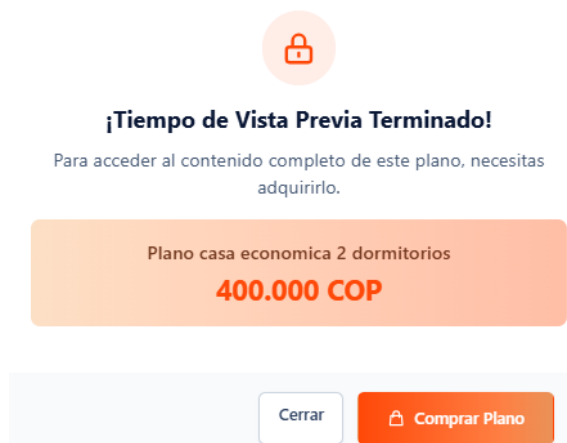 ¡Tiempo de Vista Previa Terminado!
Para acceder al contenido completo de este plano, necesitas
adquirirlo.
Plano casa economica 2 dormitorios
400.000 COP
Cerrar
Comprar Plano